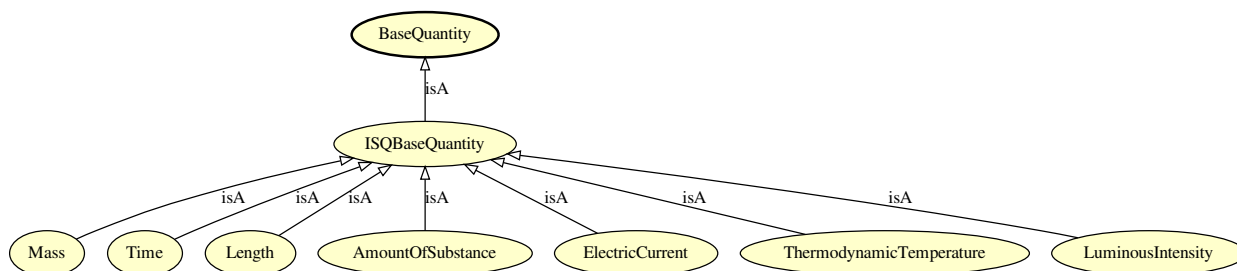 BaseQuantity
isA
ISQBaseQuantity
isA isA isA isA isA isA isA
Mass Time Length AmountOfSubstance ElectricCurrent ThermodynamicTemperature LuminousIntensity